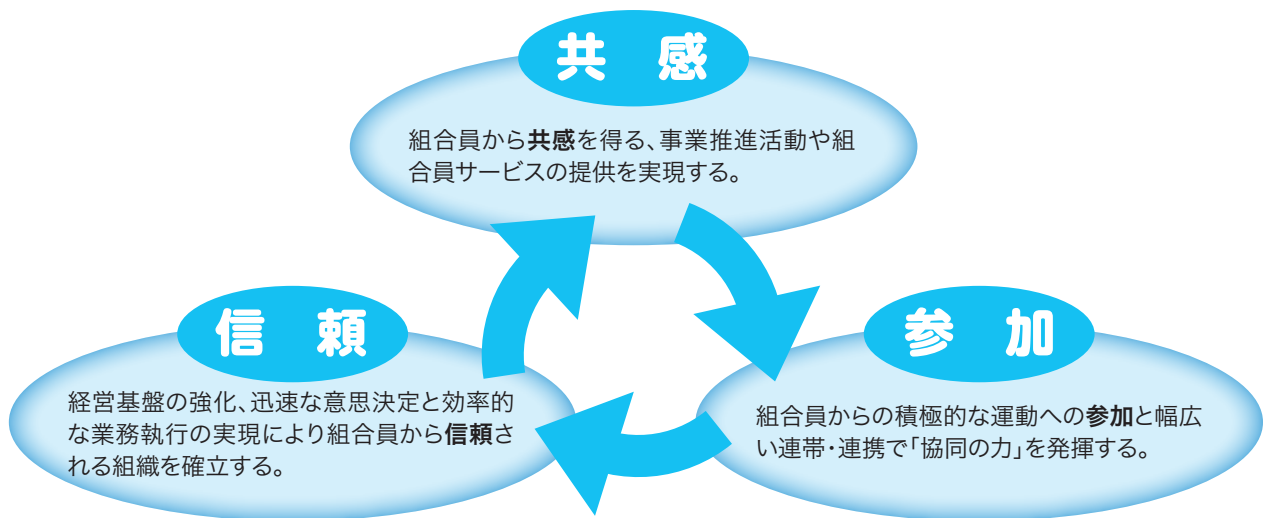 共 感
組合員から共感を得る、事業推進活動や組
合員サービスの提供を実現する。
信 頼
経営基盤の強化、迅速な意思決定と効率的
な業務執行の実現により組合員から信頼さ
れる組織を確立する。
参 加
組合員からの積極的な運動への参加と幅広
い連帯・連携で「協同の力」を発揮する。